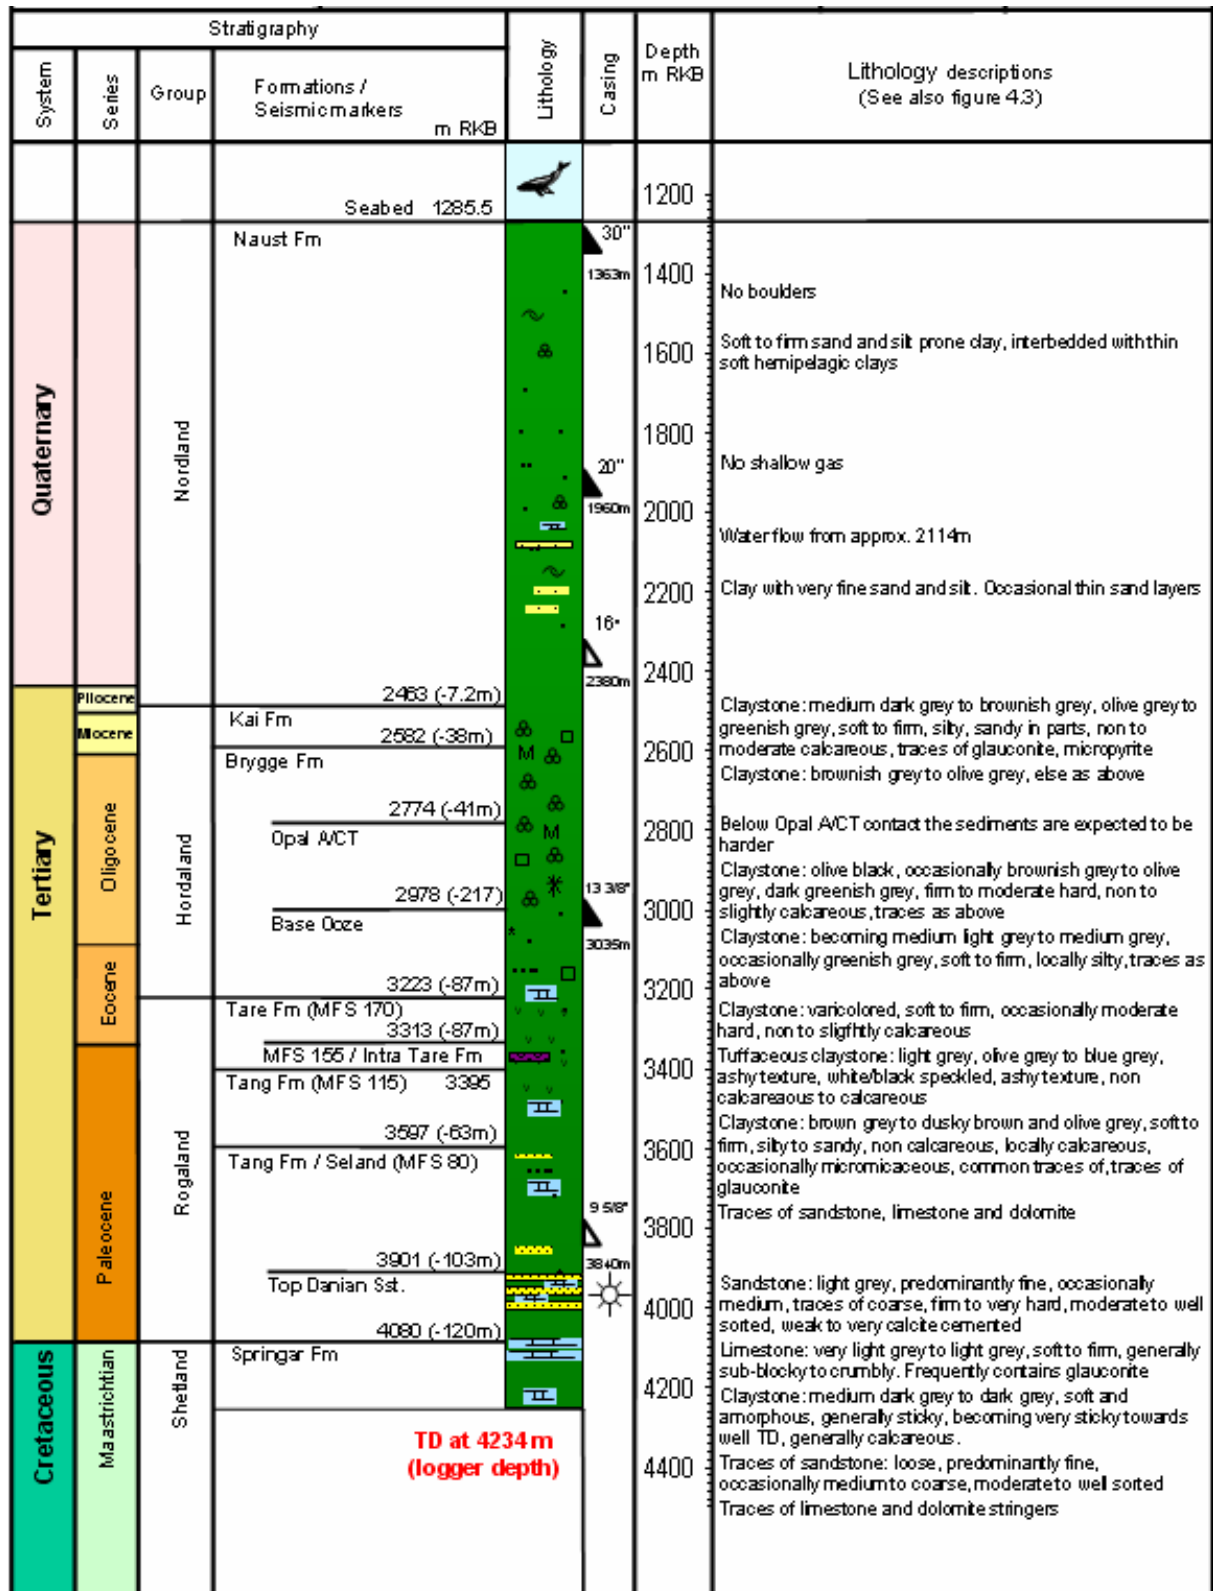 Stratigraphy
System
Series
Group
Formations /
Seismic markers
m RKB
Lithology
Casing
Depth
m RKB
Lithology descriptions
(See also figure 4.3)
Seabed 1285.5
1200
Quaternary
Nordland
Naust Fm
30"
1363m
1400
No boulders
1600
Soft to firm sand and silt prone clay, interbedded with thin
soft hemipelagic clays
1800
20"
1960m
No shallow gas
2000
Water flow from approx. 2114m
2200
Clay with very fine sand and silt. Occasional thin sand layers
16"
2380m
2400
Tertiary
Pliocene
2463 (-7.2m)
Miocene
Kai Fm
2582 (-38m)
Claystone: medium dark grey to brownish grey, olive grey to
greenish grey, soft to firm, silty, sandy in parts, non to
moderate calcareous, traces of glauconite, micropyrite
M
2600
Oligocene
Hordaland
Brygge Fm
Claystone: brownish grey to olive grey, else as above
2774 (-41m)
Opal A/CT
M
2800
Below Opal A/CT contact the sediments are expected to be
harder
Claystone: olive black, occasionally brownish grey to olive
grey, dark greenish grey, firm to moderate hard, non to
slightly calcareous, traces as above
2978 (-217)
Base Ooze
13 3/8"
3035m
3000
Claystone: becoming medium light grey to medium grey,
occasionally greenish grey, soft to firm, locally silty, traces as
above
Eocene
3223 (-87m)
3200
Rogaland
Tare Fm (MFS 170)
3313 (-87m)
Claystone: varicolored, soft to firm, occasionally moderate
hard, non to sligfhtly calcareous
Paleocene
MFS 155 / Intra Tare Fm
Tuffaceous claystone: light grey, olive grey to blue grey,
ashy texture, white/black speckled, ashy texture, non
calcareaous to calcareous
3400
Tang Fm (MFS 115) 3395
Claystone: brown grey to dusky brown and olive grey, soft to
firm, silty to sandy, non calcareous, locally calcareous,
occasionally micromicaceous, common traces of, traces of
glauconite
3597 (-63m)
3600
Tang Fm / Seland (MFS 80)
9 5/8"
3840m
3800
Traces of sandstone, limestone and dolomite
3901 (-103m)
Top Danian Sst.
4000
Sandstone: light grey, predominantly fine, occasionally
medium, traces of coarse, firm to very hard, moderate to well
sorted, weak to very calcite cemented
4080 (-120m)
Cretaceous
Maastrichtian
Shetland
Springar Fm
Limestone: very light grey to light grey, soft to firm, generally
sub-blocky to crumbly. Frequently contains glauconite
4200
Claystone: medium dark grey to dark grey, soft and
amorphous, generally sticky, becoming very sticky towards
well TD, generally calcareous.
TD at 4234 m
(logger depth)
4400
Traces of sandstone: loose, predominantly fine,
occasionally medium to coarse, moderate to well sorted
Traces of limestone and dolomite stringers